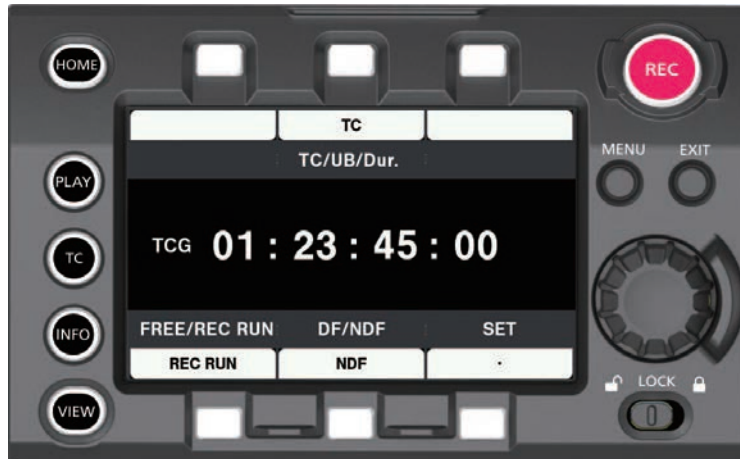 HOME
REC
TC
TC/UB/Dur.
MENU EXIT
PLAY
TCG 01 : 23 : 45 : 00
TC
INFO
FREE/REC RUN DF/NDF SET
REC RUN NDF .
LOCK
VIEW